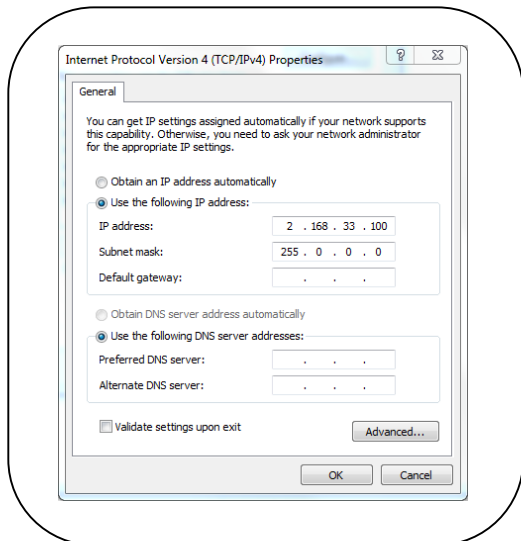 Internet Protocol Version 4 (TCP/IPv4) Properties
General
You can get IP settings assigned automatically if your network supports
this capability. Otherwise, you need to ask your network administrator
for the appropriate IP settings.
Obtain an IP address automatically
Use the following IP address:
IP address: 2 . 168 . 33 . 100
Subnet mask: 255 . 0 . 0 . 0
Default gateway: . . .
Obtain DNS server address automatically
Use the following DNS server addresses:
Preferred DNS server: . . .
Alternate DNS server: . . .
Validate settings upon exit
Advanced...
OK Cancel